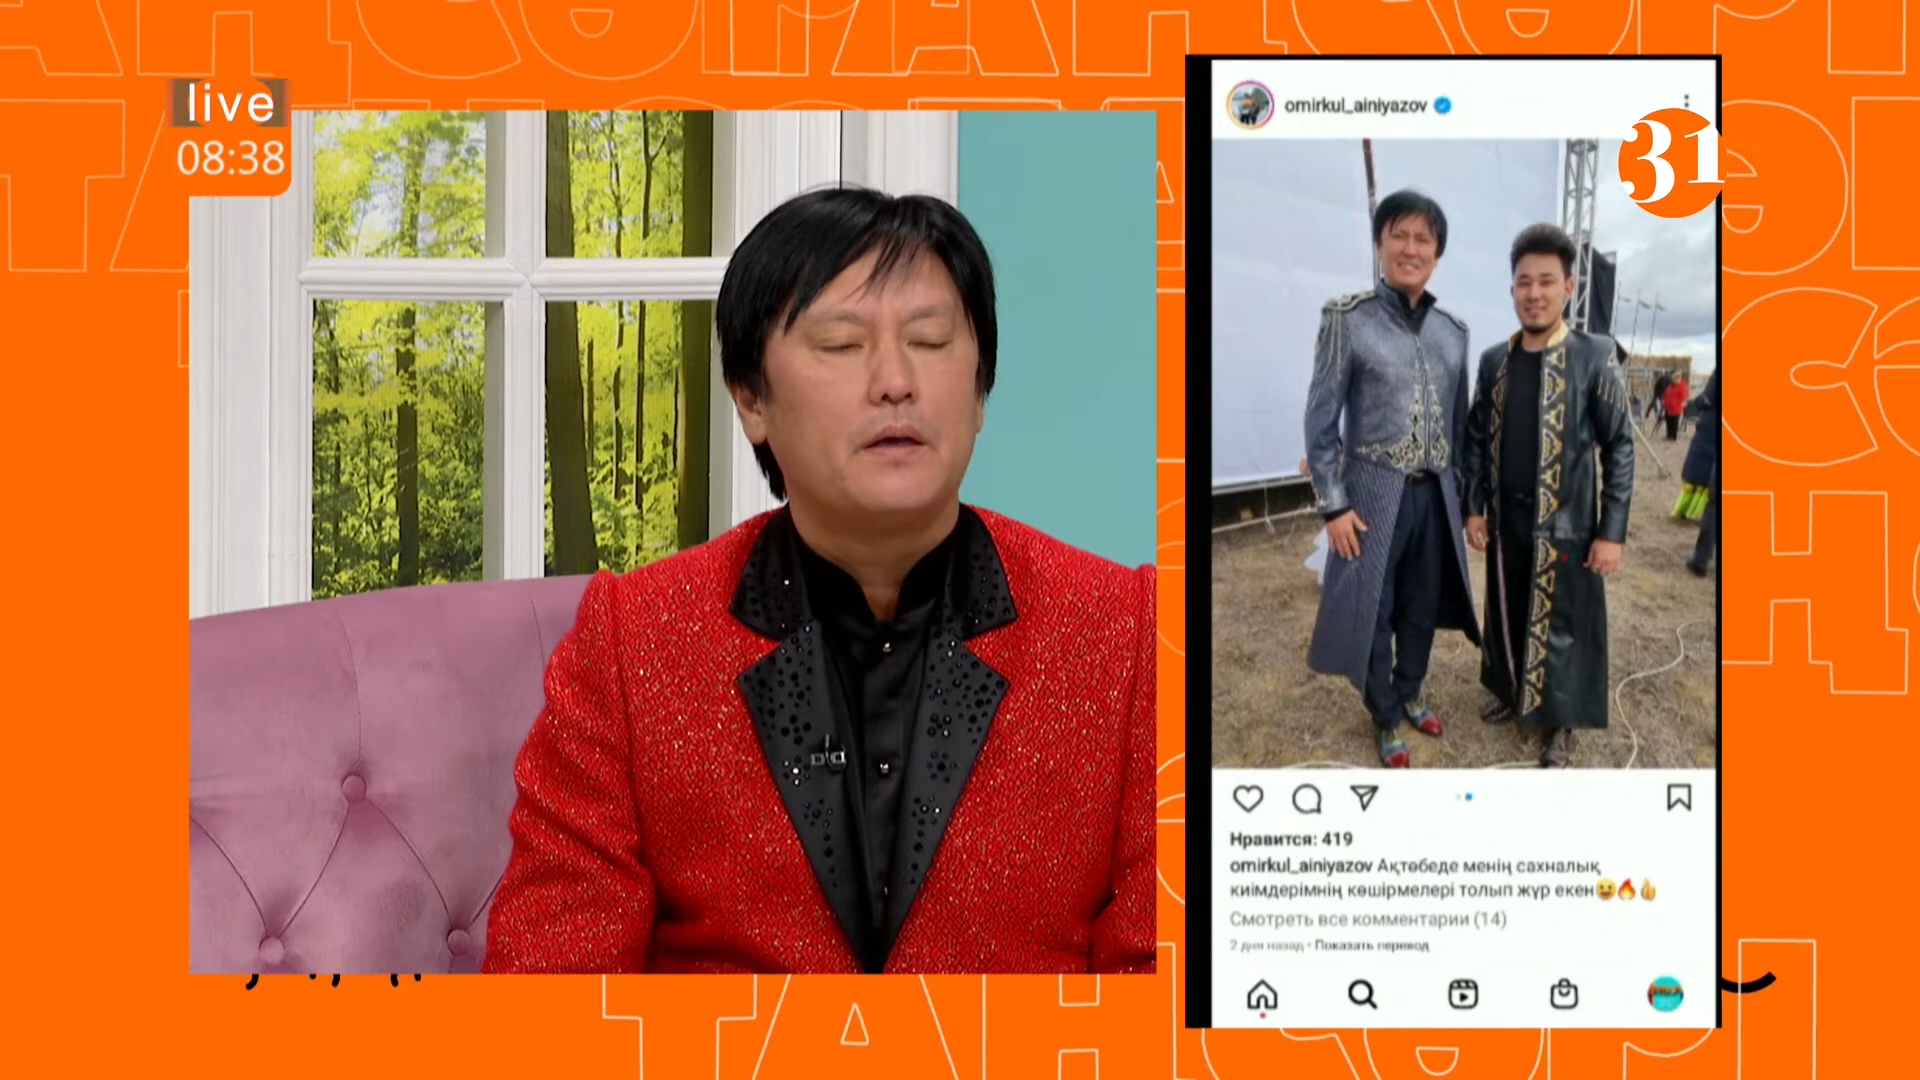 live
08:38
omirkul_ainiyazov
31
Нравится: 419
omirkul_ainiyazov Ақтөбеде менің сахналық
киімдерімнің көшірмелері толып жүр екен😆🔥👍
Смотреть все комментарии (14)
2 дня назад • Показать перевод